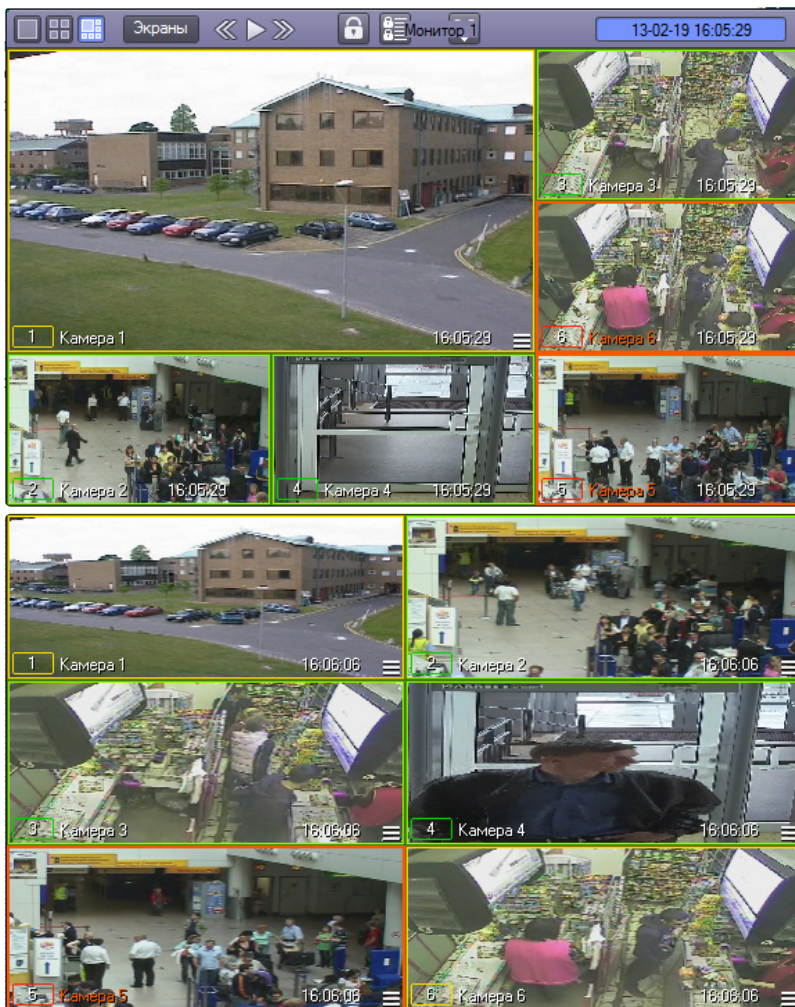 Экраны
Монитор 1
13-02-19 16:05:29
1 Камера 1 16:05:29
3 Камера 3 16:05:29
6 Камера 6 16:05:29
2 Камера 2 16:05:29
4 Камера 4 16:05:29
5 Камера 5 16:05:29
1 Камера 1 16:06:06
2 Камера 2 16:06:06
3 Камера 3 16:06:06
4 Камера 4 16:06:06
5 Камера 5 16:06:06
6 Камера 6 16:06:06